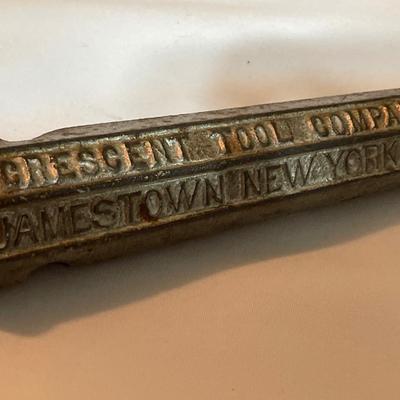 CRESCENT TOOL COMPA
JAMESTOWN NEW YORK